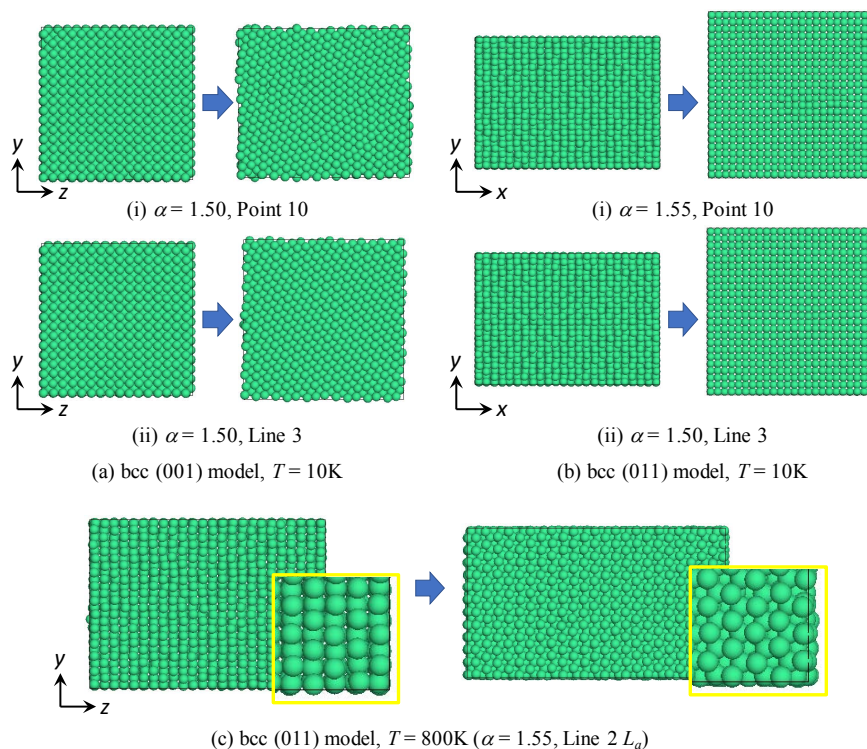 y
z
(i) α = 1.50, Point 10
y
x
(i) α = 1.55, Point 10
y
z
(ii) α = 1.50, Line 3
(a) bcc (001) model, T = 10K
y
x
(ii) α = 1.50, Line 3
(b) bcc (011) model, T = 10K
y
z
(c) bcc (011) model, T = 800K (α = 1.55, Line 2 La)